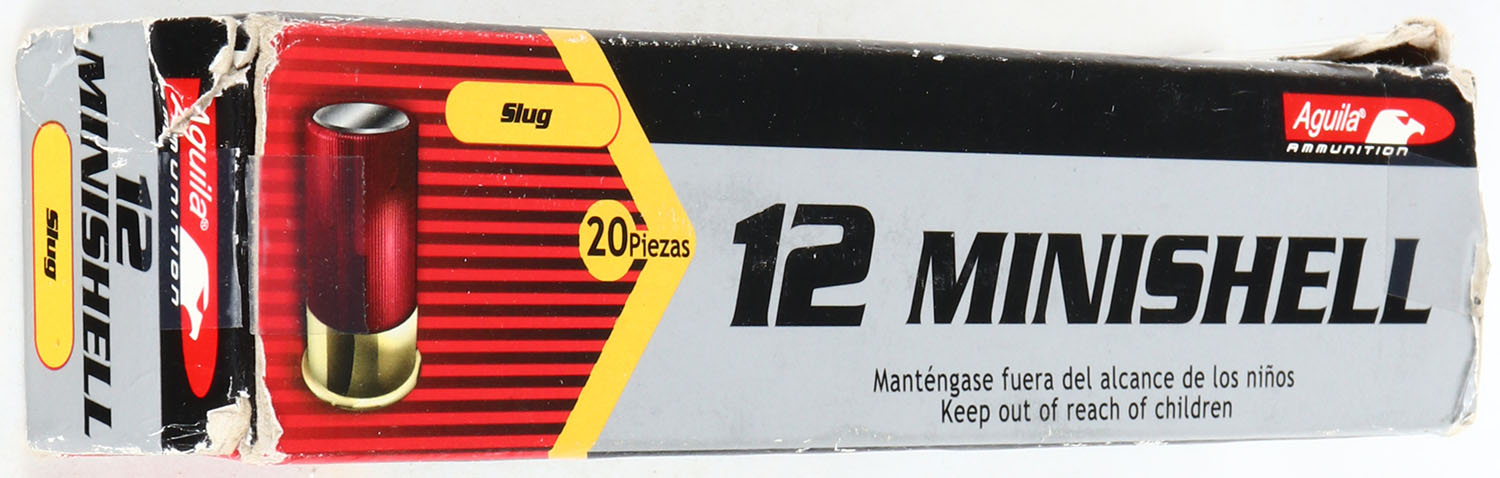 12
MINISHELL
Slug
Aguila®
AMMUNITION
Slug
20 Piezas
12 MINISHELL
Aguila®
AMMUNITION
Manténgase fuera del alcance de los niños
Keep out of reach of children